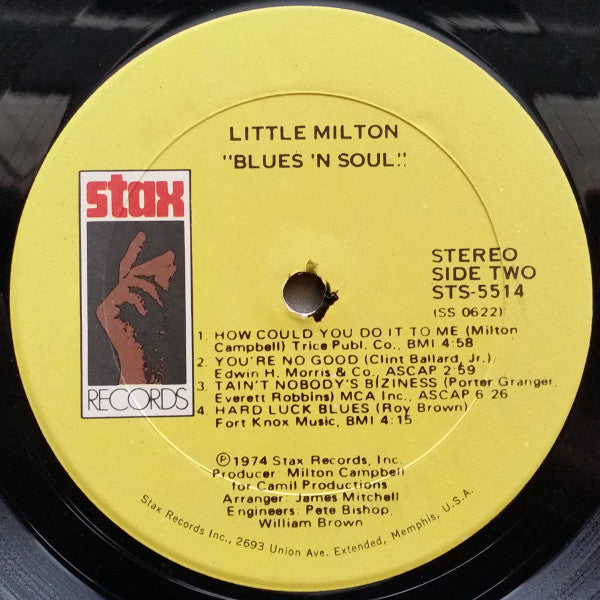 LITTLE MILTON
"BLUES 'N SOUL"
stax
RECORDS
STEREO
SIDE TWO
STS-5514
(SS 0622)
1. HOW COULD YOU DO IT TO ME (Milton
Campbell) Trice Publ. Co., BMI 4:58
2. YOU'RE NO GOOD (Clint Ballard, Jr.)
Edwin H. Morris & Co., ASCAP 2:59
3. TAIN'T NOBODY'S BIZINESS (Porter Granger,
Everett Robbins) MCA Inc., ASCAP 6:26
4. HARD LUCK BLUES (Roy Brown)
Fort Knox Music, BMI 4:15
℗1974 Stax Records, Inc.
Producer: Milton Campbell
for Camil Productions
Arranger: James Mitchell
Engineers: Pete Bishop,
William Brown
Stax Records Inc., 2693 Union Ave. Extended, Memphis, U.S.A.